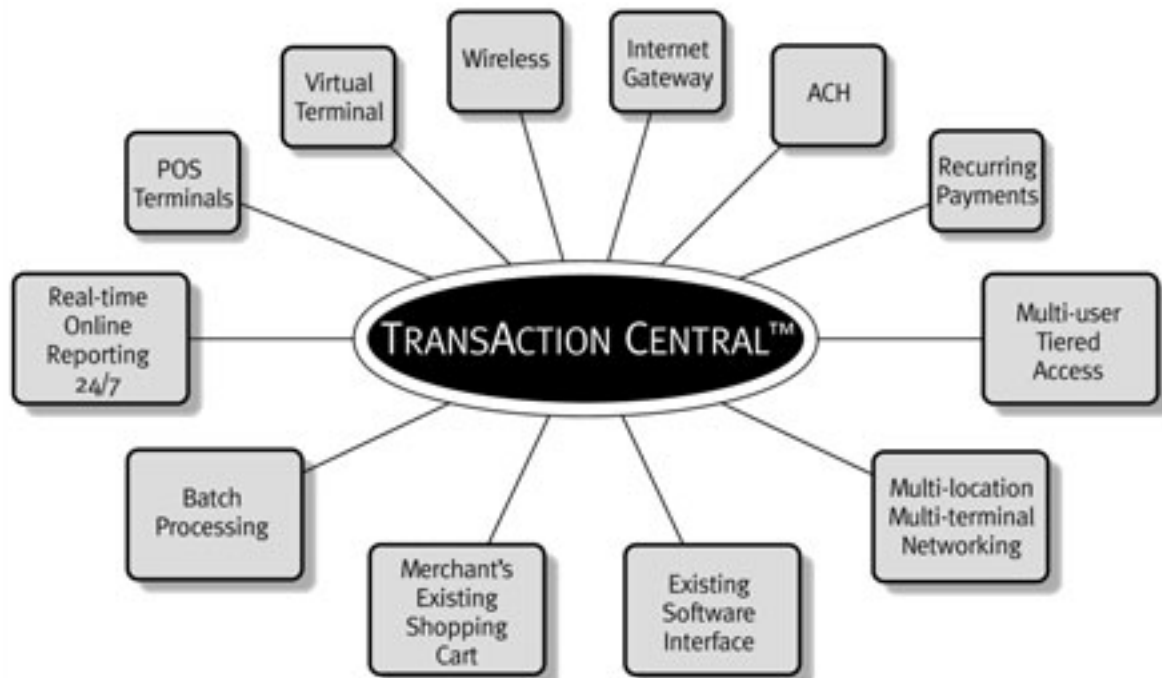 Wireless
Internet
Gateway
Virtual
Terminal
ACH
POS
Terminals
Recurring
Payments
Real-time
Online
Reporting
24/7
TRANSACTION CENTRAL™
Multi-user
Tiered
Access
Batch
Processing
Multi-location
Multi-terminal
Networking
Merchant's
Existing
Shopping
Cart
Existing
Software
Interface